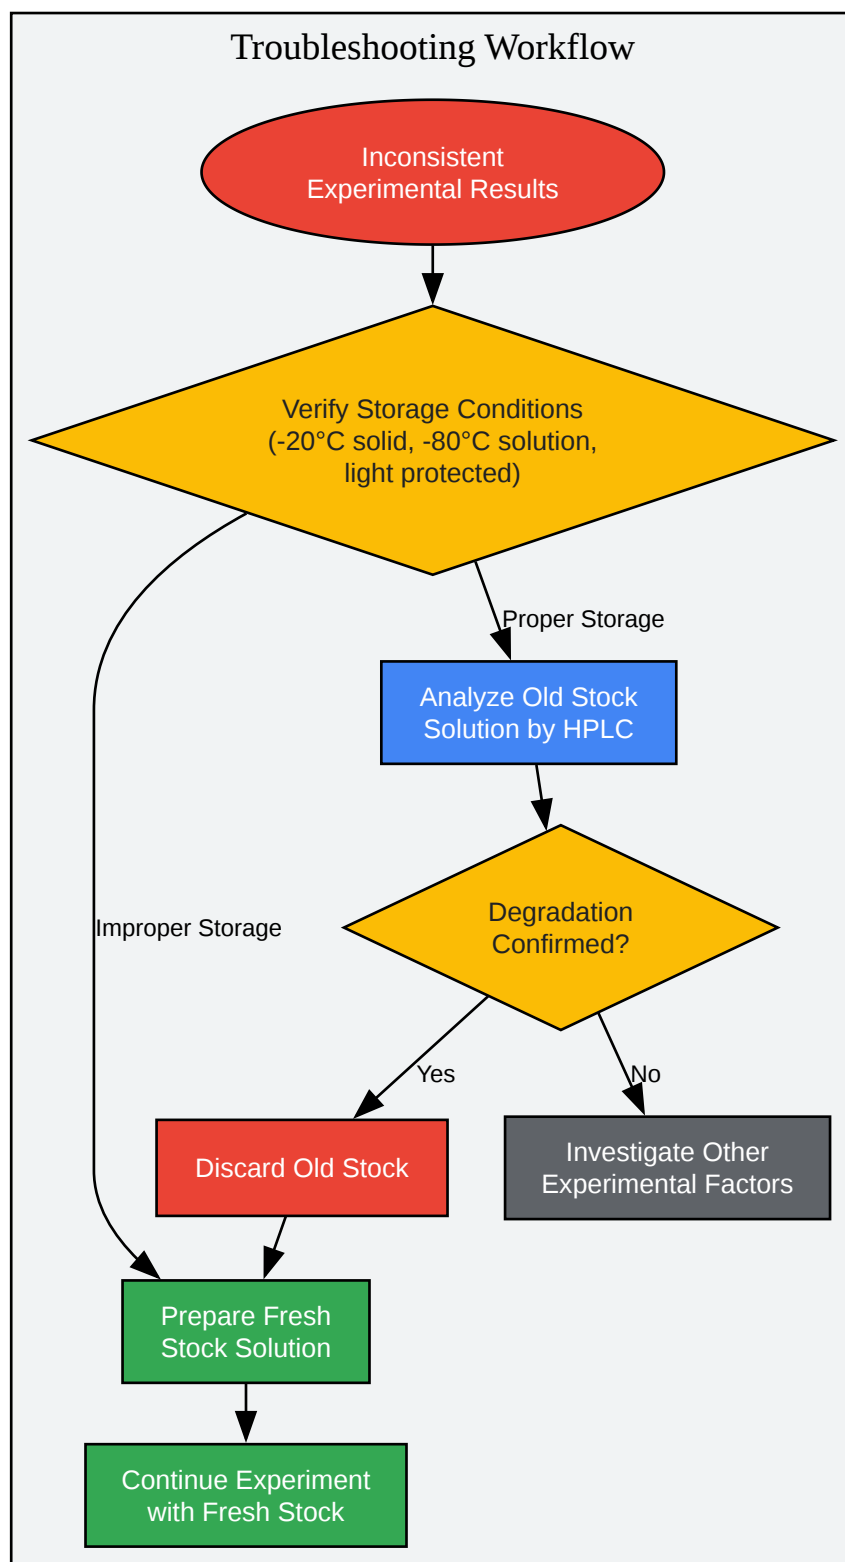 Troubleshooting Workflow
Inconsistent
Experimental Results
Verify Storage Conditions
(-20°C solid, -80°C solution,
light protected)
Proper Storage
Analyze Old Stock
Solution by HPLC
Improper Storage
Degradation
Confirmed?
Yes
No
Discard Old Stock
Investigate Other
Experimental Factors
Prepare Fresh
Stock Solution
Continue Experiment
with Fresh Stock